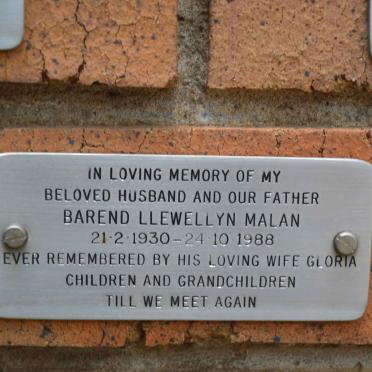 IN LOVING MEMORY OF MY
BELOVED HUSBAND AND OUR FATHER
BAREND LLEWELLYN MALAN
21·2·1930–24·10·1988
EVER REMEMBERED BY HIS LOVING WIFE GLORIA
CHILDREN AND GRANDCHILDREN
TILL WE MEET AGAIN